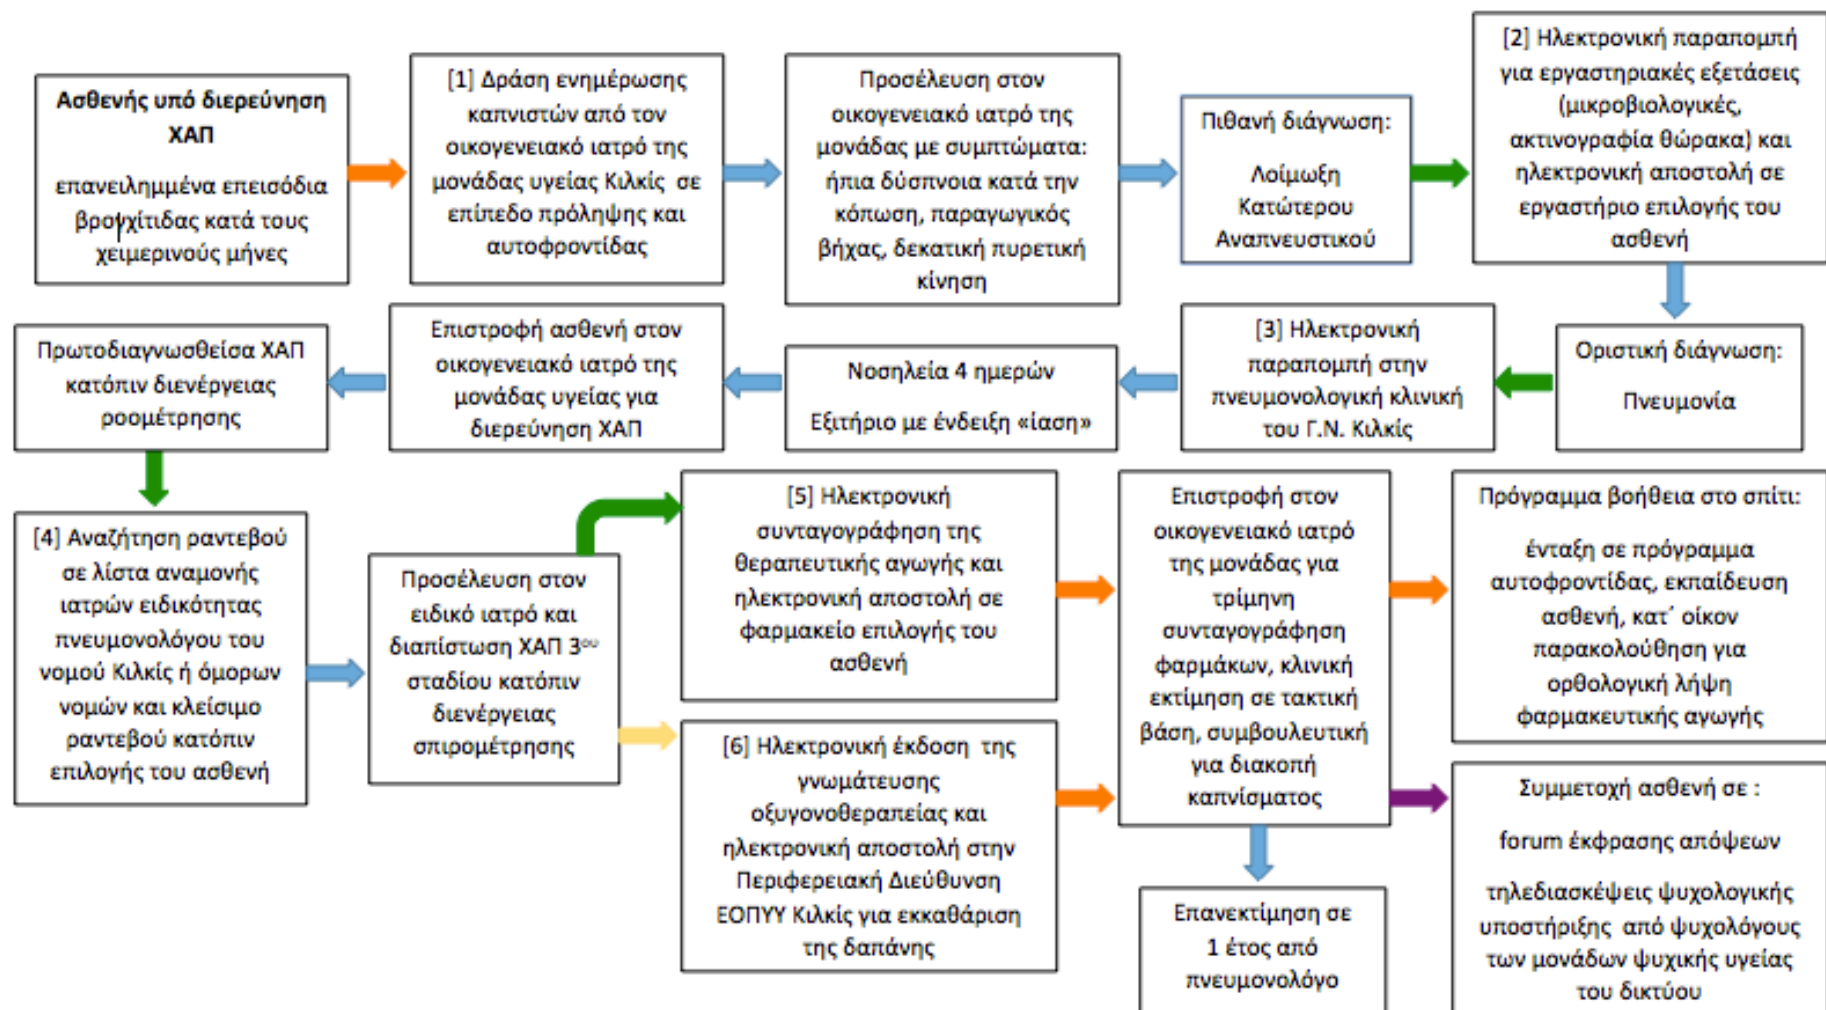 Ασθενής υπό διερεύνηση
ΧΑΠ
επανειλημμένα επεισόδια
βρογχίτιδας κατά τους
χειμερινούς μήνες
[1] Δράση ενημέρωσης
καπνιστών από τον
οικογενειακό ιατρό της
μονάδας υγείας Κιλκίς σε
επίπεδο πρόληψης και
αυτοφροντίδας
Προσέλευση στον
οικογενειακό ιατρό της
μονάδας με συμπτώματα:
ήπια δύσπνοια κατά την
κόπωση, παραγωγικός
βήχας, δεκατική πυρετική
κίνηση
Πιθανή διάγνωση:
Λοίμωξη
Κατώτερου
Αναπνευστικού
[2] Ηλεκτρονική παραπομπή
για εργαστηριακές εξετάσεις
(μικροβιολογικές,
ακτινογραφία θώρακα) και
ηλεκτρονική αποστολή σε
εργαστήριο επιλογής του
ασθενή
Οριστική διάγνωση:
Πνευμονία
[3] Ηλεκτρονική
παραπομπή στην
πνευμονολογική κλινική
του Γ.Ν. Κιλκίς
Νοσηλεία 4 ημερών
Εξιτήριο με ένδειξη «ίαση»
Επιστροφή ασθενή στον
οικογενειακό ιατρό της
μονάδας υγείας για
διερεύνηση ΧΑΠ
Πρωτοδιαγνωσθείσα ΧΑΠ
κατόπιν διενέργειας
ροομέτρησης
[4] Αναζήτηση ραντεβού
σε λίστα αναμονής
ιατρών ειδικότητας
πνευμονολόγου του
νομού Κιλκίς ή όμορων
νομών και κλείσιμο
ραντεβού κατόπιν
επιλογής του ασθενή
Προσέλευση στον
ειδικό ιατρό και
διαπίστωση ΧΑΠ 3ου
σταδίου κατόπιν
διενέργειας
σπιρομέτρησης
[5] Ηλεκτρονική
συνταγογράφηση της
θεραπευτικής αγωγής και
ηλεκτρονική αποστολή σε
φαρμακείο επιλογής του
ασθενή
[6] Ηλεκτρονική έκδοση της
γνωμάτευσης
οξυγονοθεραπείας και
ηλεκτρονική αποστολή στην
Περιφερειακή Διεύθυνση
ΕΟΠΥΥ Κιλκίς για εκκαθάριση
της δαπάνης
Επιστροφή στον
οικογενειακό ιατρό
της μονάδας για
τρίμηνη
συνταγογράφηση
φαρμάκων, κλινική
εκτίμηση σε τακτική
βάση, συμβουλευτική
για διακοπή
καπνίσματος
Πρόγραμμα βοήθεια στο σπίτι:
ένταξη σε πρόγραμμα
αυτοφροντίδας, εκπαίδευση
ασθενή, κατ΄ οίκον
παρακολούθηση για
ορθολογική λήψη
φαρμακευτικής αγωγής
Συμμετοχή ασθενή σε :
forum έκφρασης απόψεων
τηλεδιασκέψεις ψυχολογικής
υποστήριξης από ψυχολόγους
των μονάδων ψυχικής υγείας
του δικτύου
Επανεκτίμηση σε
1 έτος από
πνευμονολόγο